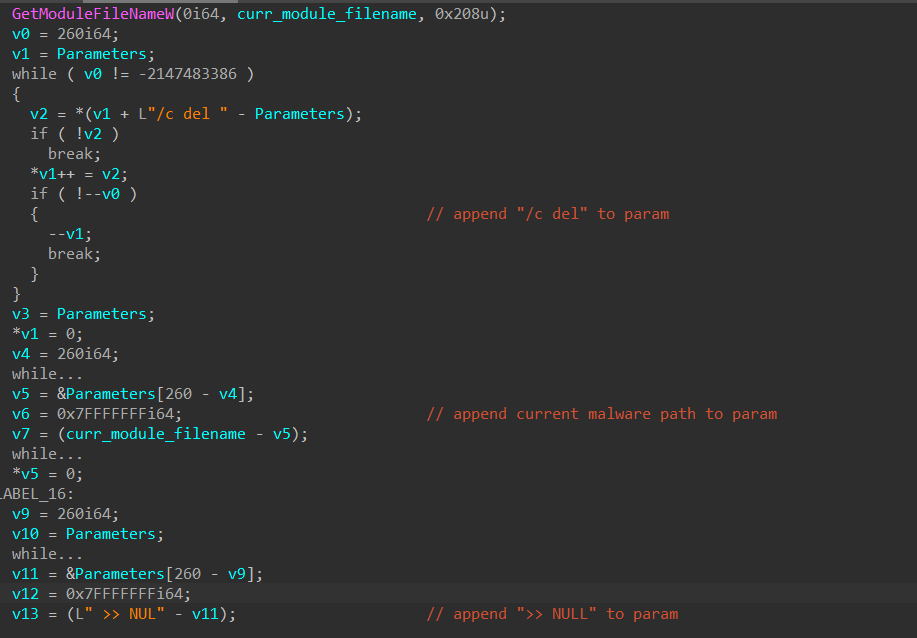 GetModuleFileNameW(0i64, curr_module_filename, 0x208u);
v0 = 260i64;
v1 = Parameters;
while ( v0 != -2147483386 )
{
v2 = *(v1 + L"/c del " - Parameters);
if ( !v2 )
break;
*v1++ = v2;
if ( !--v0 )
{ // append "/c del" to param
--v1;
break;
}
}
v3 = Parameters;
*v1 = 0;
v4 = 260i64;
while...
v5 = &Parameters[260 - v4];
v6 = 0x7FFFFFFFi64; // append current malware path to param
v7 = (curr_module_filename - v5);
while...
*v5 = 0;
LABEL_16:
v9 = 260i64;
v10 = Parameters;
while...
v11 = &Parameters[260 - v9];
v12 = 0x7FFFFFFFi64;
v13 = (L" >> NUL" - v11); // append ">> NULL" to param